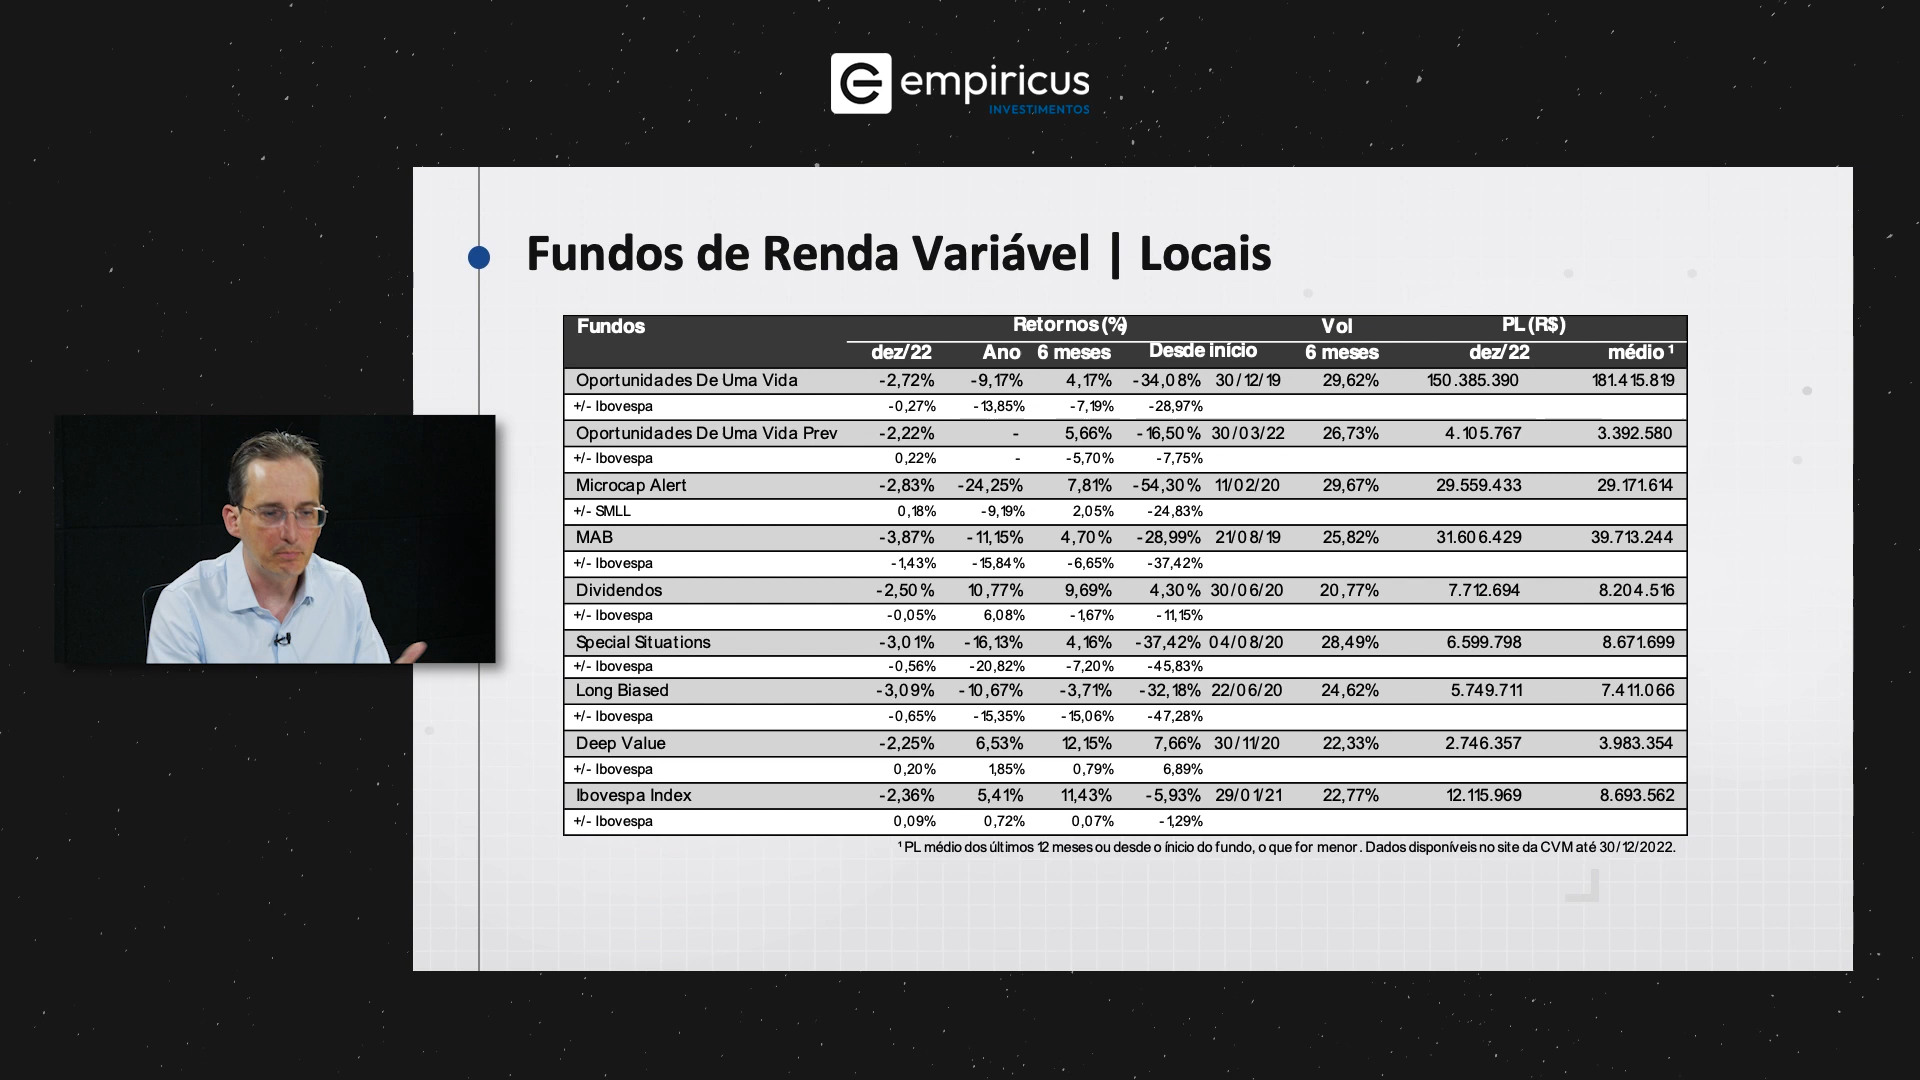 empiricus
INVESTIMENTOS
Fundos de Renda Variável | Locais
Fundos Retornos (%) Vol PL (R$)
dez/22 Ano 6 meses Desde início 6 meses dez/22 médio ¹
Oportunidades De Uma Vida -2,72% -9,17% 4,17% -34,08% 30/12/19 29,62% 150.385.390 181.415.819
+/- Ibovespa -0,27% -13,85% -7,19% -28,97%
Oportunidades De Uma Vida Prev -2,22% - 5,66% -16,50% 30/03/22 26,73% 4.105.767 3.392.580
+/- Ibovespa 0,22% - -5,70% -7,75%
Microcap Alert -2,83% -24,25% 7,81% -54,30% 11/02/20 29,67% 29.559.433 29.171.614
+/- SMLL 0,18% -9,19% 2,05% -24,83%
MAB -3,87% -11,15% 4,70% -28,99% 21/08/19 25,82% 31.606.429 39.713.244
+/- Ibovespa -1,43% -15,84% -6,65% -37,42%
Dividendos -2,50% 10,77% 9,69% 4,30% 30/06/20 20,77% 7.712.694 8.204.516
+/- Ibovespa -0,05% 6,08% -1,67% -11,15%
Special Situations -3,01% -16,13% 4,16% -37,42% 04/08/20 28,49% 6.599.798 8.671.699
+/- Ibovespa -0,56% -20,82% -7,20% -45,83%
Long Biased -3,09% -10,67% -3,71% -32,18% 22/06/20 24,62% 5.749.711 7.411.066
+/- Ibovespa -0,65% -15,35% -15,06% -47,28%
Deep Value -2,25% 6,53% 12,15% 7,66% 30/11/20 22,33% 2.746.357 3.983.354
+/- Ibovespa 0,20% 1,85% 0,79% 6,89%
Ibovespa Index -2,36% 5,41% 11,43% -5,93% 29/01/21 22,77% 12.115.969 8.693.562
+/- Ibovespa 0,09% 0,72% 0,07% -1,29%
¹ PL médio dos últimos 12 meses ou desde o ínicio do fundo, o que for menor. Dados disponíveis no site da CVM até 30/12/2022.